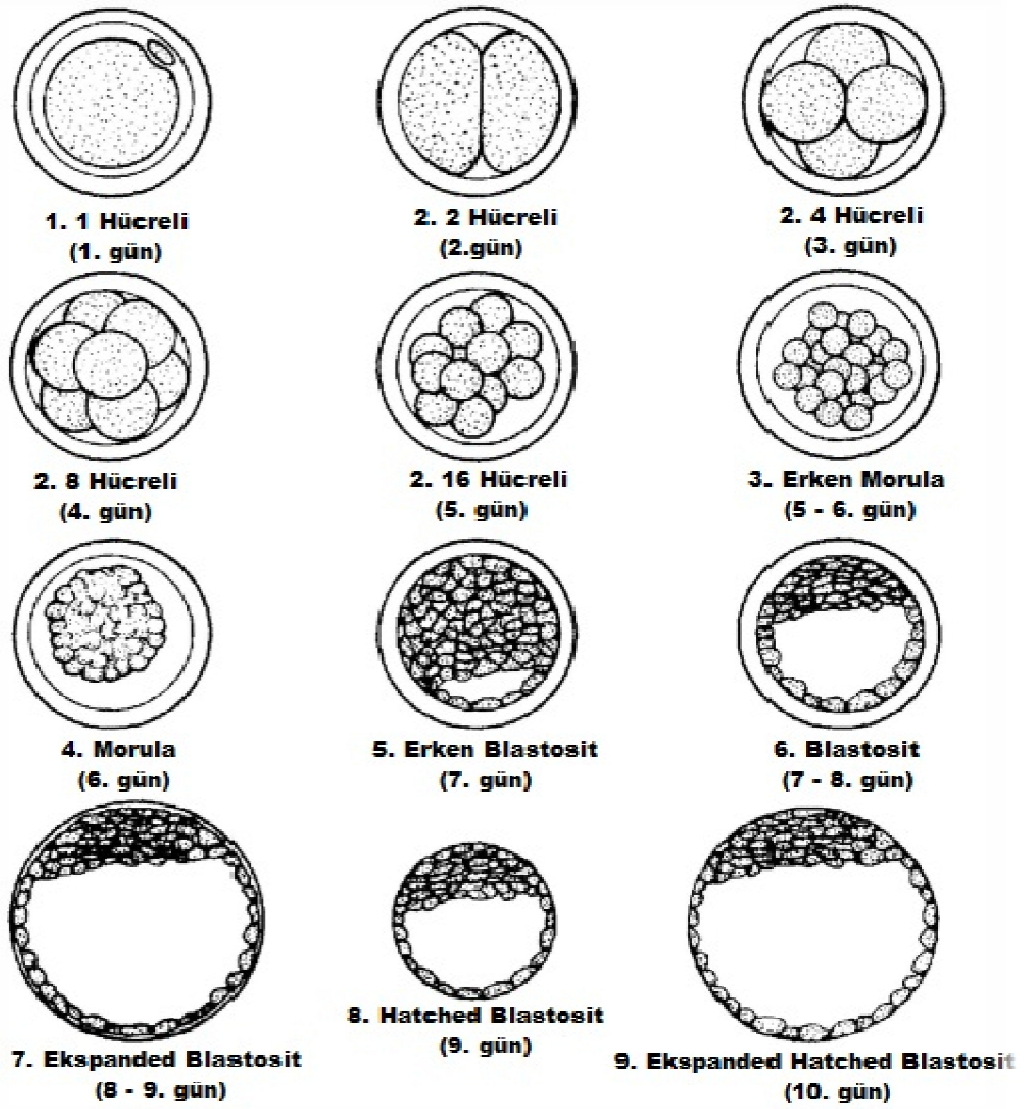 1. 1 Hücreli
(1. gün)
2. 2 Hücreli
(2.gün)
2. 4 Hücreli
(3. gün)
2. 8 Hücreli
(4. gün)
2. 16 Hücreli
(5. gün)
3. Erken Morula
(5 - 6. gün)
4. Morula
(6. gün)
5. Erken Blastosit
(7. gün)
6. Blastosit
(7 - 8. gün)
7. Ekspanded Blastosit
(8 - 9. gün)
8. Hatched Blastosit
(9. gün)
9. Ekspanded Hatched Blastosit
(10. gün)